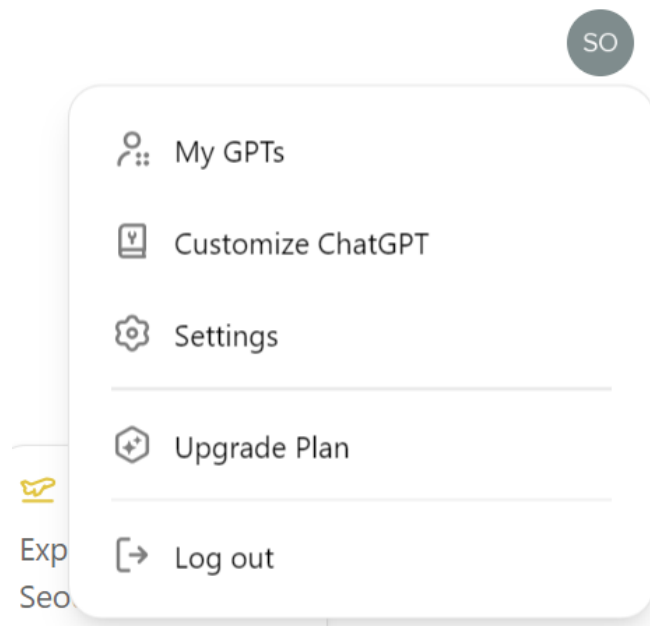 SO
My GPTs
Customize ChatGPT
Settings
Upgrade Plan
Log out
Exp
Seo